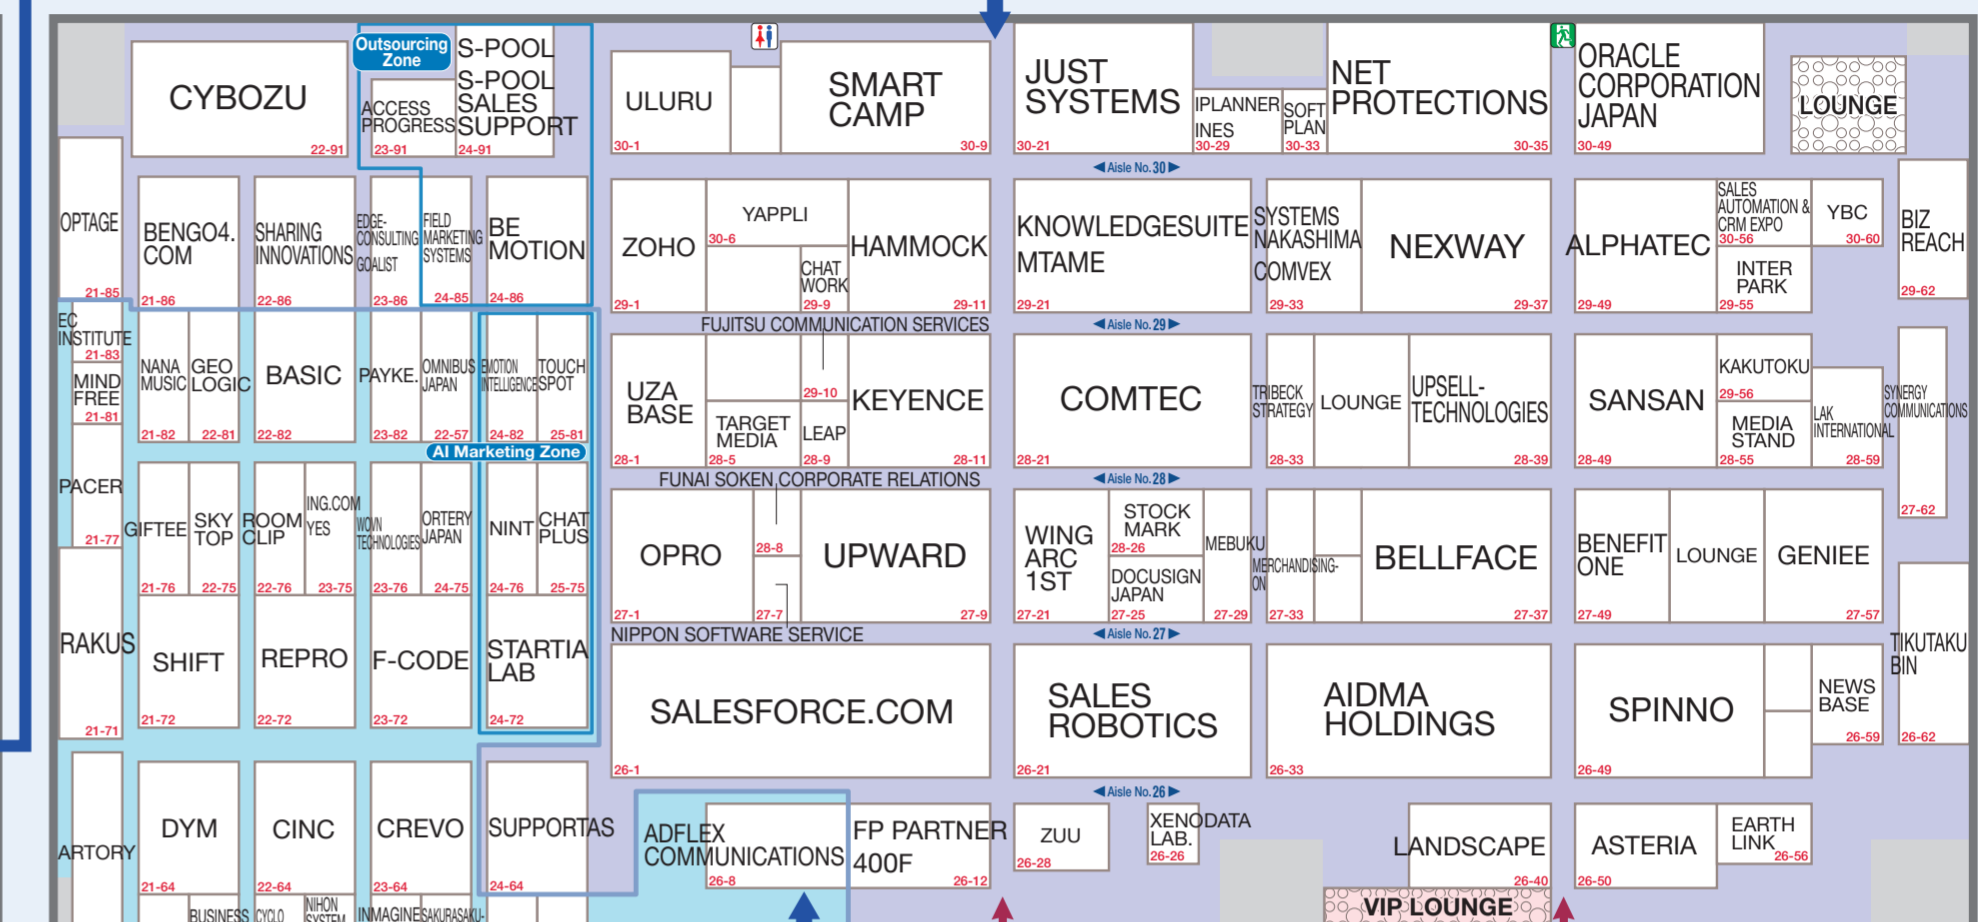 Outsourcing
Zone
CYBOZU
22-91
ACCESS
PROGRESS
23-91
S-POOL
S-POOL
SALES
SUPPORT
24-91
ULURU
30-1
SMART
CAMP
30-9
JUST
SYSTEMS
30-21
IPLANNER
INES
30-29
SOFT
PLAN
30-33
NET
PROTECTIONS
30-35
ORACLE
CORPORATION
JAPAN
30-49
LOUNGE
Aisle No.30
OPTAGE
21-85
BENGO4.
COM
21-86
SHARING
INNOVATIONS
22-86
EDGE-
CONSULTING
GOALIST
23-86
FIELD
MARKETING
SYSTEMS
24-85
BE
MOTION
24-86
ZOHO
29-1
YAPPLI
30-6
CHAT
WORK
29-9
HAMMOCK
29-11
KNOWLEDGESUITE
MTAME
29-21
SYSTEMS
NAKASHIMA
COMVEX
29-33
NEXWAY
29-37
ALPHATEC
29-49
SALES
AUTOMATION &
CRM EXPO
30-56
YBC
30-60
INTER
PARK
29-55
BIZ
REACH
29-62
FUJITSU COMMUNICATION SERVICES
Aisle No.29
EC
INSTITUTE
21-83
MIND
FREE
21-81
NANA
MUSIC
21-82
GEO
LOGIC
22-81
BASIC
22-82
PAYKE.
23-82
OMNIBUS
JAPAN
22-57
EMOTION
INTELLIGENCE
24-82
TOUCH
SPOT
25-81
AI Marketing Zone
UZA
BASE
28-1
29-10
TARGET
MEDIA
28-5
LEAP
28-9
KEYENCE
28-11
COMTEC
28-21
TRIBECK
STRATEGY
28-33
LOUNGE
UPSELL-
TECHNOLOGIES
28-39
SANSAN
28-49
KAKUTOKU
29-56
MEDIA
STAND
28-55
LAK
INTERNATIONAL
28-59
SYNERGY
COMMUNICATIONS
27-62
FUNAI SOKEN CORPORATE RELATIONS
Aisle No.28
PACER
21-77
GIFTEE
21-76
SKY
TOP
22-75
ROOM
CLIP
22-76
ING.COM
YES
23-75
WOVN
TECHNOLOGIES
23-76
ORTERY
JAPAN
24-75
NINT
24-76
CHAT
PLUS
25-75
OPRO
27-1
28-8
27-7
UPWARD
27-9
WING
ARC
1ST
27-21
STOCK
MARK
28-26
DOCUSIGN
JAPAN
27-25
MEBUKU
27-29
MERCHANDISING-
ON
27-33
BELLFACE
27-37
BENEFIT
ONE
27-49
LOUNGE
GENIEE
27-57
NIPPON SOFTWARE SERVICE
Aisle No.27
RAKUS
21-71
SHIFT
21-72
REPRO
22-72
F-CODE
23-72
STARTIA
LAB
24-72
SALESFORCE.COM
26-1
SALES
ROBOTICS
26-21
AIDMA
HOLDINGS
26-33
SPINNO
26-49
NEWS
BASE
26-59
TIKUTAKU
BIN
26-62
Aisle No.26
ARTORY
DYM
21-64
CINC
22-64
CREVO
23-64
SUPPORTAS
24-64
ADFLEX
COMMUNICATIONS
26-8
FP PARTNER
400F
26-12
ZUU
26-28
XENODATA
LAB.
26-26
LANDSCAPE
26-40
ASTERIA
26-50
EARTH
LINK
26-56
VIP LOUNGE
BUSINESS
CYCLO
NIHON
SYSTEM
INMAGINE
SAKURASAKU-